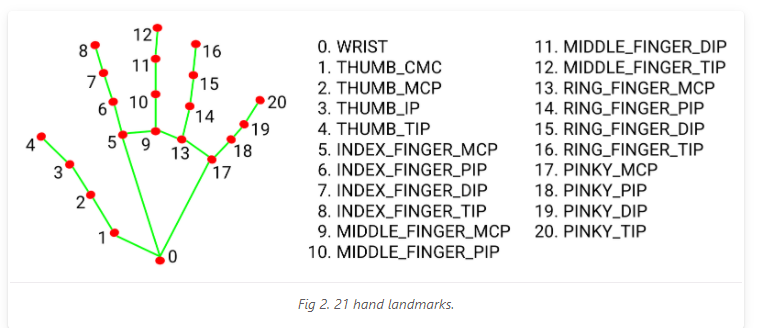 12
8
16
11
7
15
10
6
14
20
5
9
19
4
13
18
3
17
2
1
0
0. WRIST
1. THUMB_CMC
2. THUMB_MCP
3. THUMB_IP
4. THUMB_TIP
5. INDEX_FINGER_MCP
6. INDEX_FINGER_PIP
7. INDEX_FINGER_DIP
8. INDEX_FINGER_TIP
9. MIDDLE_FINGER_MCP
10. MIDDLE_FINGER_PIP
11. MIDDLE_FINGER_DIP
12. MIDDLE_FINGER_TIP
13. RING_FINGER_MCP
14. RING_FINGER_PIP
15. RING_FINGER_DIP
16. RING_FINGER_TIP
17. PINKY_MCP
18. PINKY_PIP
19. PINKY_DIP
20. PINKY_TIP
Fig 2. 21 hand landmarks.